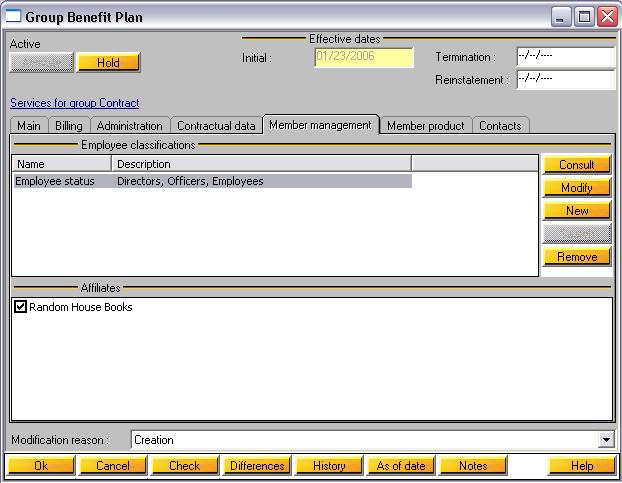 Group Benefit Plan
Active
Hold
Effective dates
Initial :
01/23/2006
Termination :
--/--/----
Reinstatement :
--/--/----
Services for group Contract
Main
Billing
Administration
Contractual data
Member management
Member product
Contacts
Employee classifications
Name
Description
Employee status
Directors, Officers, Employees
Consult
Modify
New
Remove
Affiliates
Random House Books
Modification reason :
Creation
Ok
Cancel
Check
Differences
History
As of date
Notes
Help